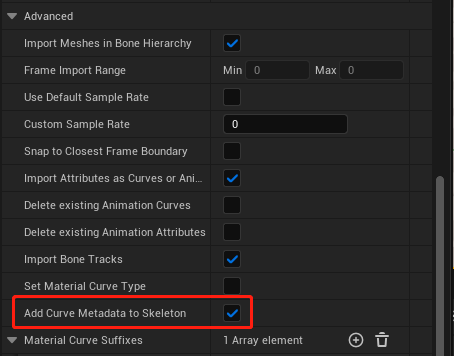 Advanced
Import Meshes in Bone Hierarchy
Frame Import Range Min 0 Max 0
Use Default Sample Rate
Custom Sample Rate 0
Snap to Closest Frame Boundary
Import Attributes as Curves or Ani...
Delete existing Animation Curves
Delete existing Animation Attributes
Import Bone Tracks
Set Material Curve Type
Add Curve Metadata to Skeleton
Material Curve Suffixes 1 Array element